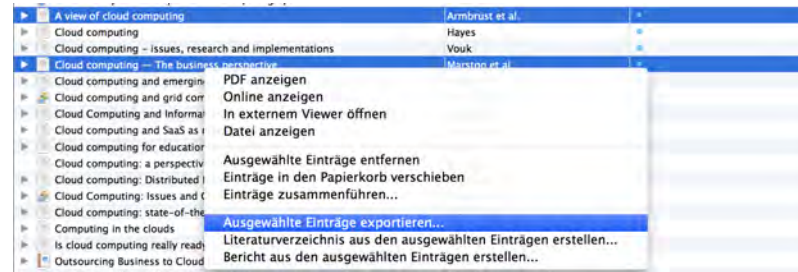 A view of cloud computing Armbrust et al.
Cloud computing Hayes
Cloud computing – issues, research and implementations Vouk
Cloud computing — The business perspective Marston et al.
Cloud computing and emergin
PDF anzeigen
Cloud computing and grid com
Online anzeigen
Cloud Computing and Informa
In externem Viewer öffnen
Cloud computing and SaaS as
Datei anzeigen
Cloud computing for education
Cloud computing: a perspectiv
Ausgewählte Einträge entfernen
Cloud computing: Distributed
Einträge in den Papierkorb verschieben
Cloud Computing: Issues and
Einträge zusammenführen...
Cloud computing: state-of-the
Computing in the clouds
Ausgewählte Einträge exportieren...
Is cloud computing really ready
Literaturverzeichnis aus den ausgewählten Einträgen erstellen...
Outsourcing Business to Cloud
Bericht aus den ausgewählten Einträgen erstellen...